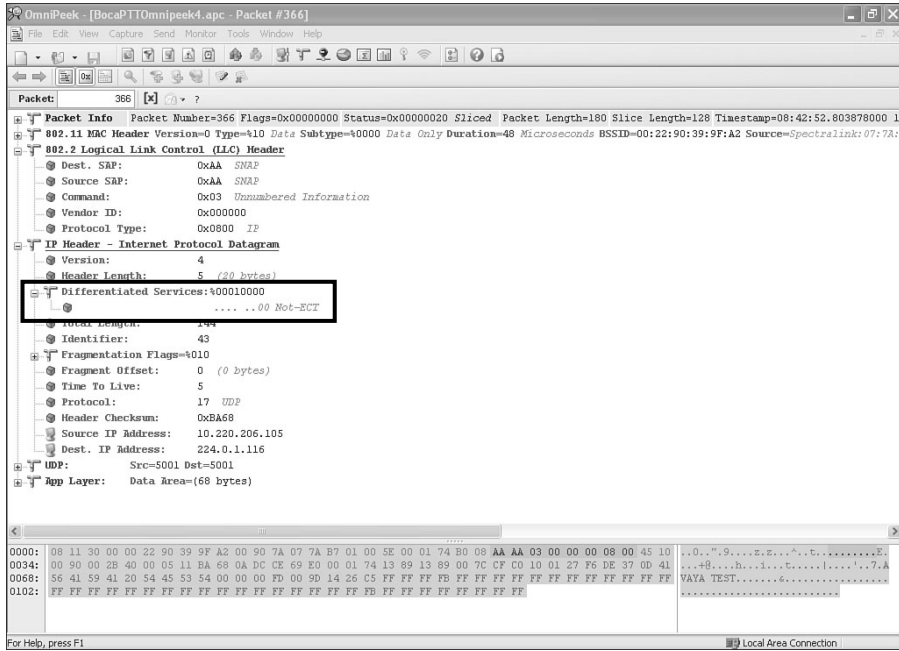 OmniPeek - [BocaPTTOmnipeek4.apc - Packet #366]
File Edit View Capture Send Monitor Tools Window Help
Packet: 366 [x] ?
Packet Info Packet Number=366 Flags=0x00000000 Status=0x00000020 Sliced Packet Length=180 Slice Length=128 Timestamp=08:42:52.803878000 1
802.11 MAC Header Version=0 Type=%10 Data Subtype=%0000 Data Only Duration=48 Microseconds BSSID=00:22:90:39:9F:A2 Source=Spectralink:07:7A:
802.2 Logical Link Control (LLC) Header
Dest. SAP: 0xAA SNAP
Source SAP: 0xAA SNAP
Command: 0x03 Unnumbered Information
Vendor ID: 0x000000
Protocol Type: 0x0800 IP
IP Header - Internet Protocol Datagram
Version: 4
Header Length: 5 (20 bytes)
Differentiated Services:%00010000
.... ..00 Not-ECT
Total Length: 144
Identifier: 43
Fragmentation Flags=%010
Fragment Offset: 0 (0 bytes)
Time To Live: 5
Protocol: 17 UDP
Header Checksum: 0xBA68
Source IP Address: 10.220.206.105
Dest. IP Address: 224.0.1.116
UDP: Src=5001 Dst=5001
App Layer: Data Area=(68 bytes)
0000: 08 11 30 00 00 22 90 39 9F A2 00 90 7A 07 7A B7 01 00 5E 00 01 74 B0 08 AA AA 03 00 00 00 08 00 45 10 ..0..".9....z.z...^..t..........E.
0034: 00 90 00 2B 40 00 05 11 BA 68 0A DC CE 69 E0 00 01 74 13 89 13 89 00 7C CF C0 10 01 27 F6 DE 37 0D 41 ...+@....h...i...t.....|....'..7.A
0068: 56 41 59 41 20 54 45 53 54 00 00 00 FD 00 9D 14 26 C5 FF FF FF FB FF FF FF FF FF FF FF FF FF FF FF FF VAYA TEST.......&.................
0102: FF FF FF FF FF FF FF FF FF FF FF FF FF FF FF FB FF FF FF FF FF FF FF FF FF FF ..........................
For Help, press F1
Local Area Connection